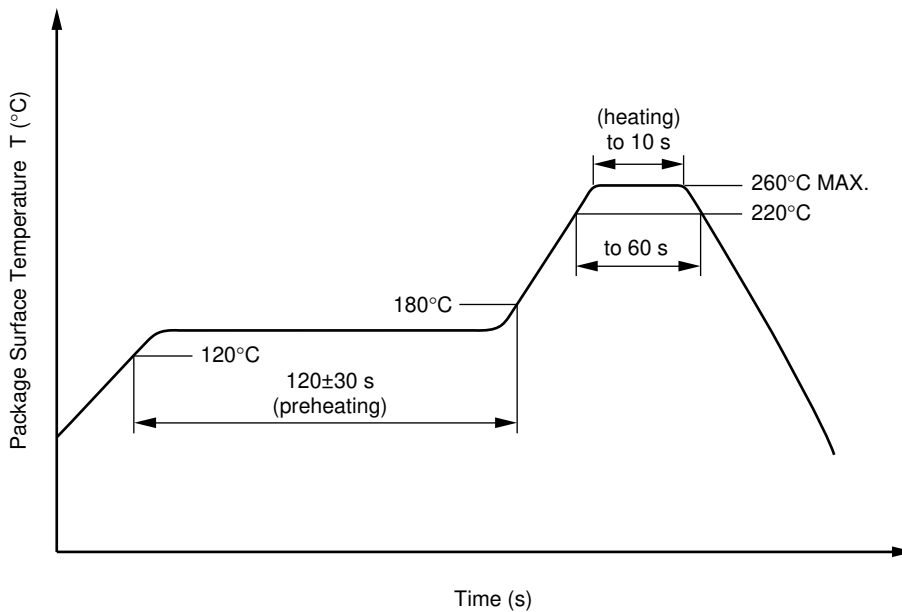 Package Surface Temperature T (°C)
(heating)
to 10 s
260°C MAX.
220°C
to 60 s
180°C
120°C
120±30 s
(preheating)
Time (s)